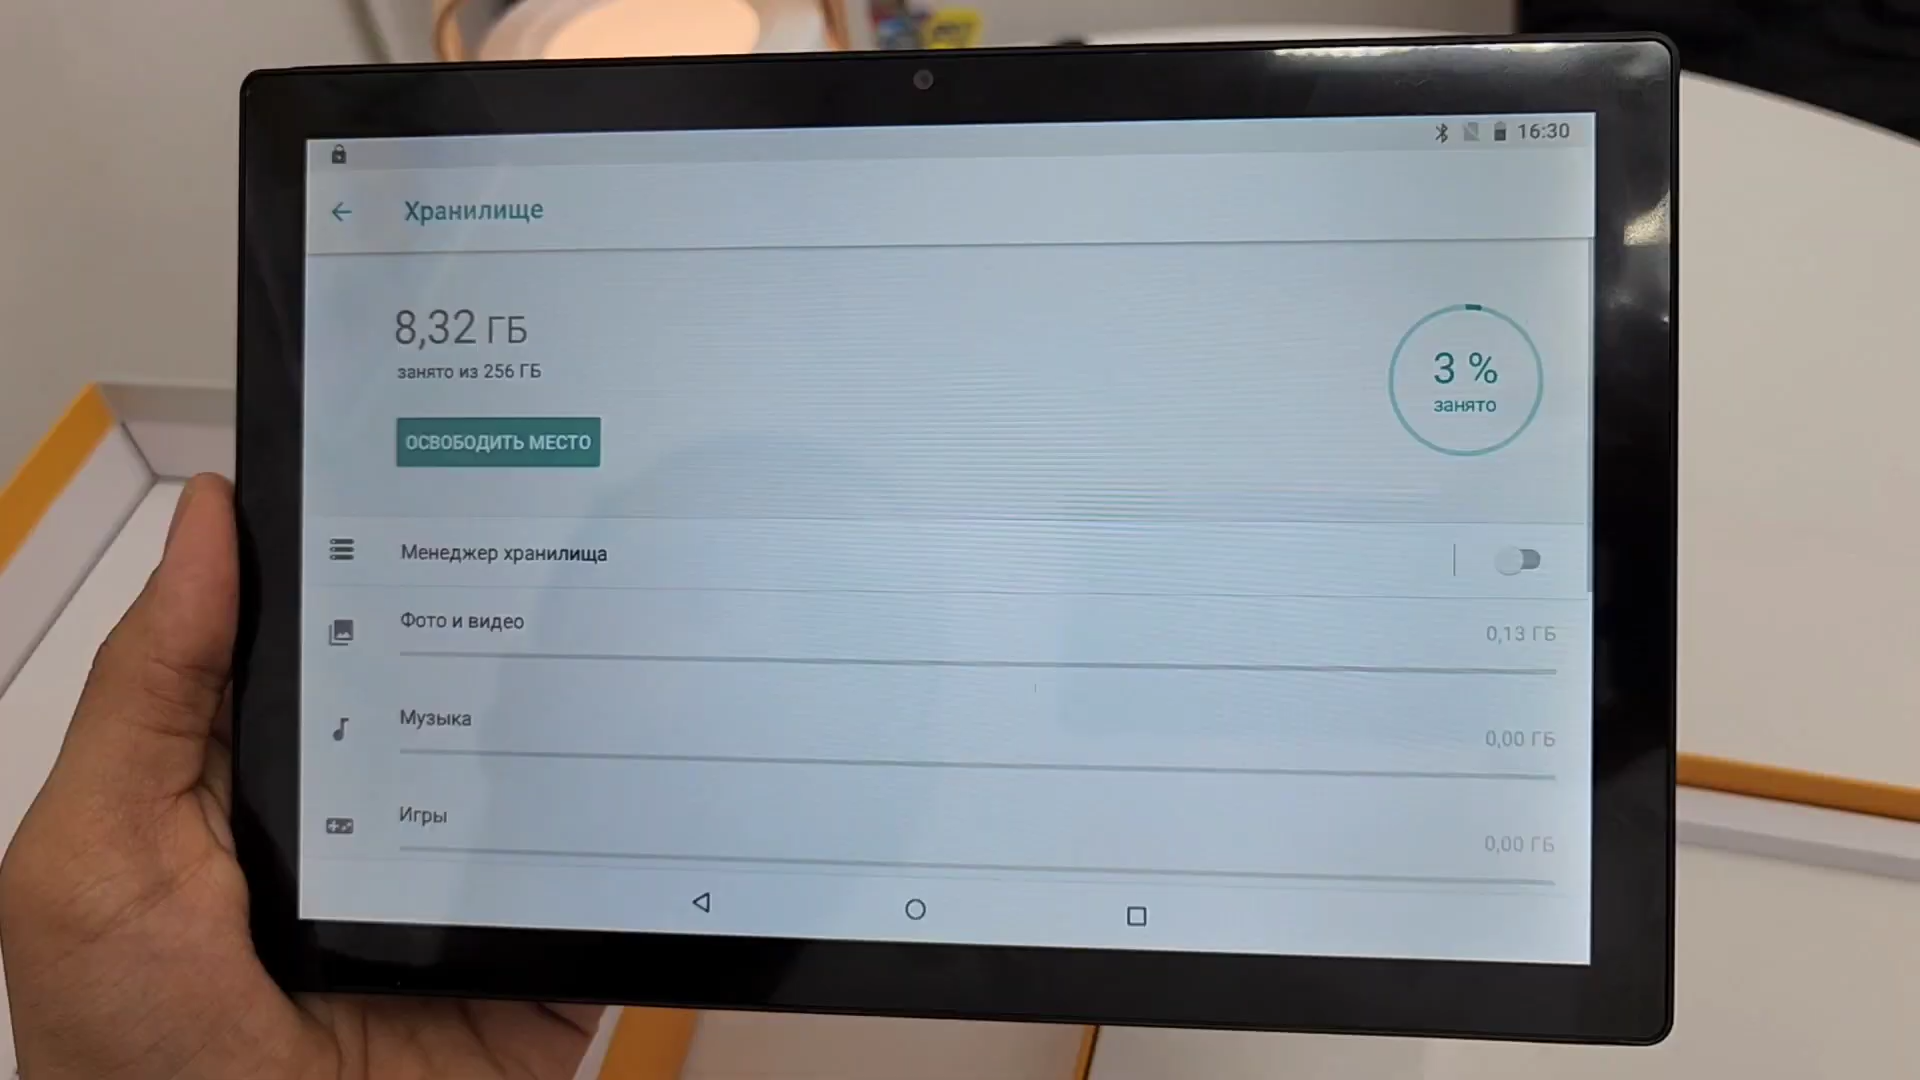 16:30
Хранилище
8,32 ГБ
занято из 256 ГБ
3 %
занято
ОСВОБОДИТЬ МЕСТО
Менеджер хранилища
Фото и видео
0,13 ГБ
Музыка
0,00 ГБ
Игры
0,00 ГБ